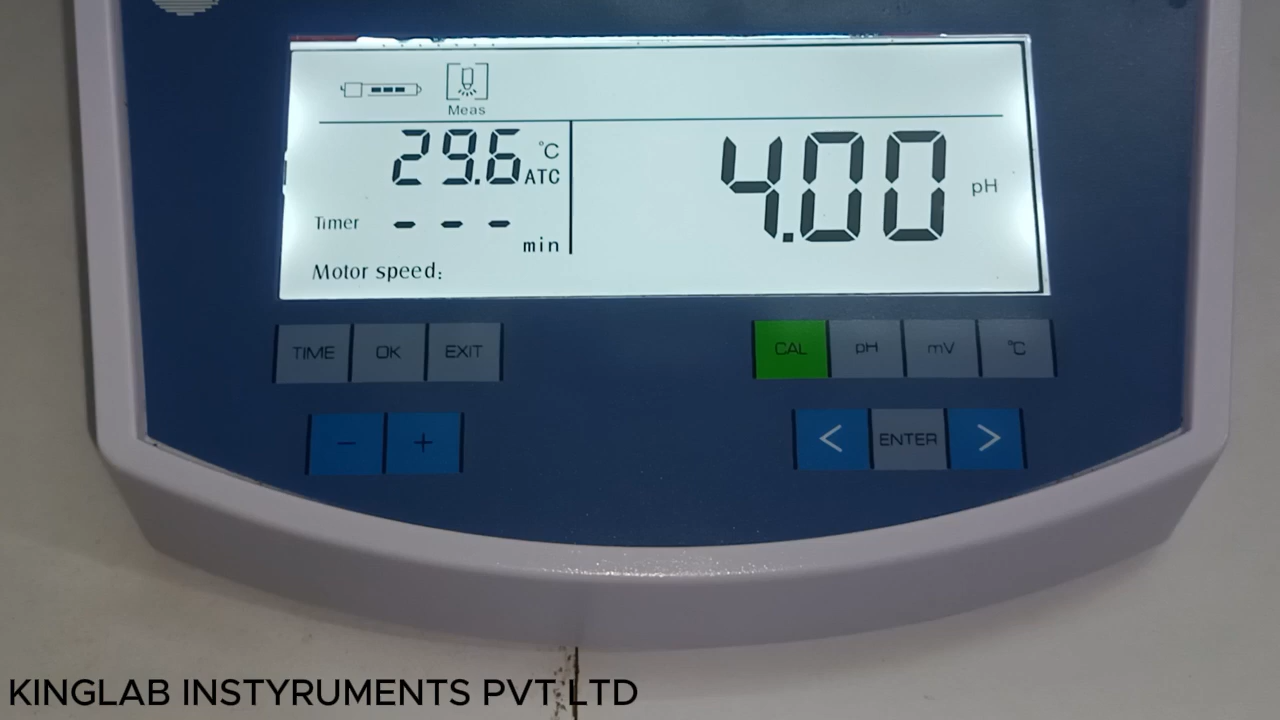 Meas
29.6 °C
ATC
4.00 pH
Timer - - - min
Motor speed:
TIME OK EXIT
CAL pH mV °C
- +
< ENTER >
KINGLAB INSTYRUMENTS PVT LTD